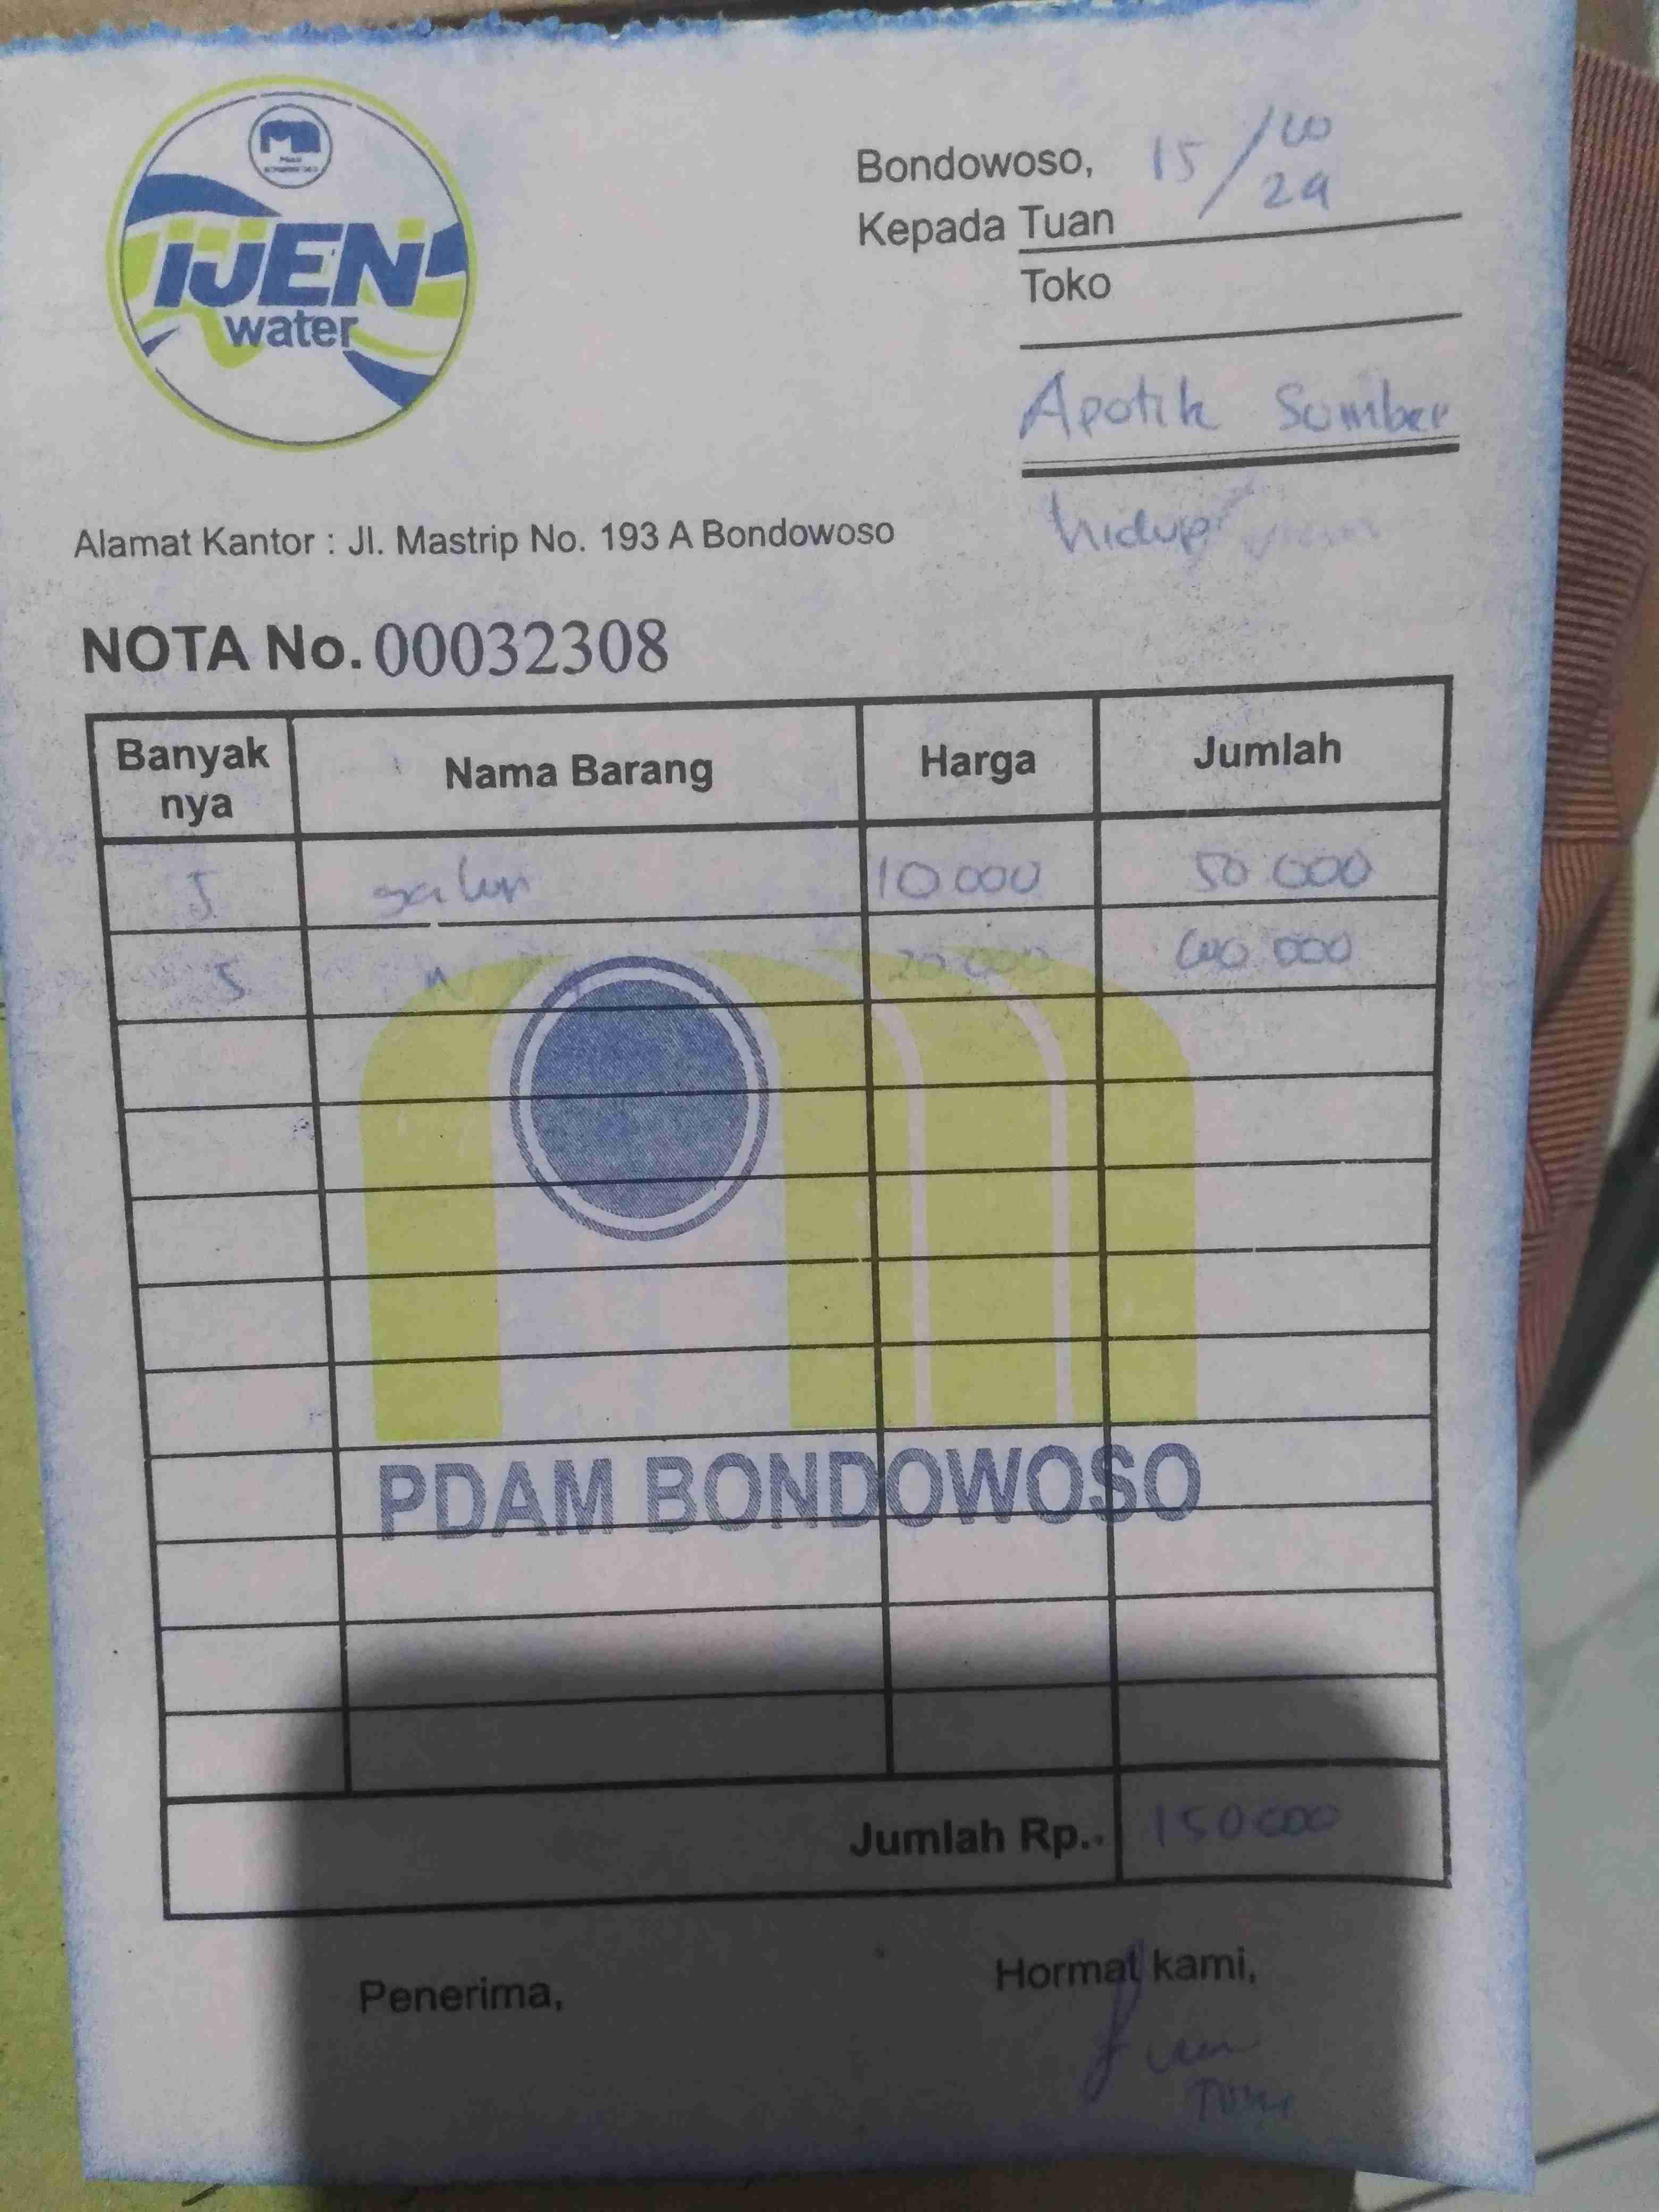 IJEN
water
Bondowoso, 15/10 24
Kepada Tuan
Toko
Apotik Sumber
hidup
Alamat Kantor : Jl. Mastrip No. 193 A Bondowoso
NOTA No. 00032308
Banyak nya Nama Barang Harga Jumlah
5 galon 10 000 50 000
5 20 000 100 000
PDAM BONDOWOSO
Jumlah Rp. 150 000
Penerima, Hormat kami,